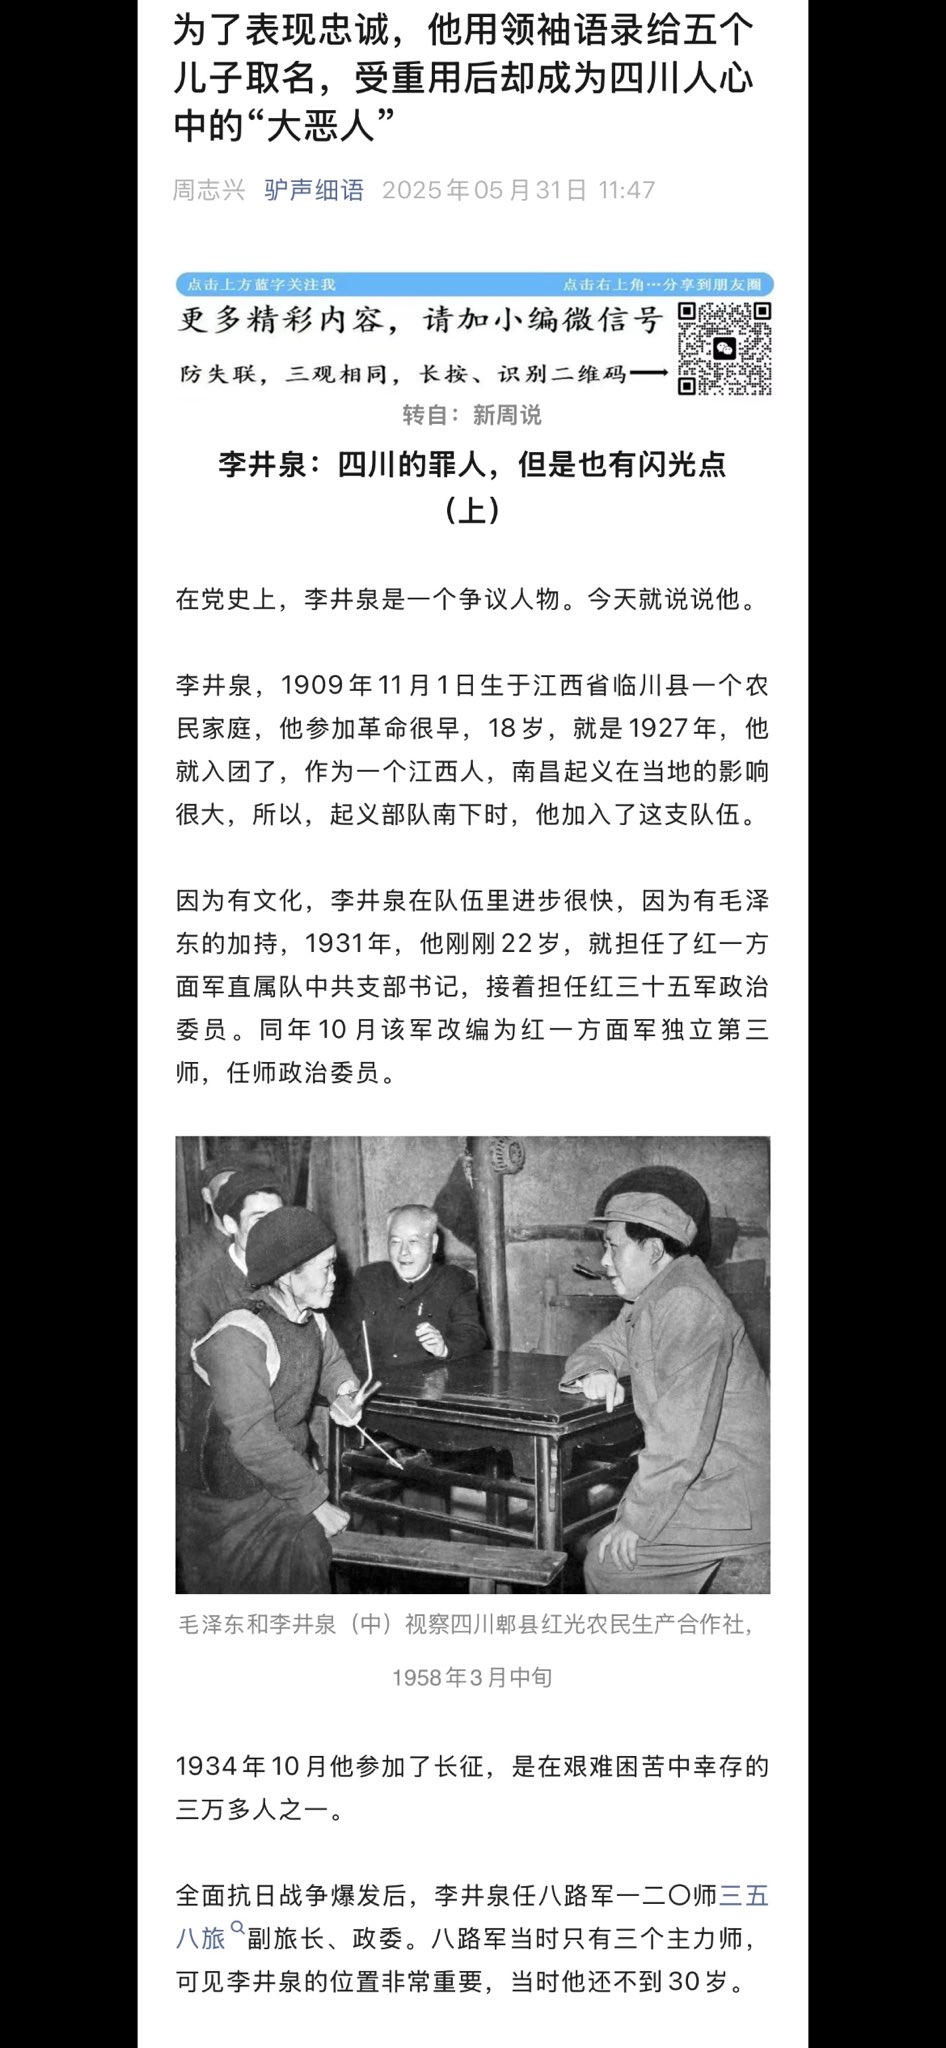 为了表现忠诚，他用领袖语录给五个
儿子取名，受重用后却成为四川人心
中的“大恶人”
周志兴 驴声细语 2025年05月31日 11:47
点击上方蓝字关注我 点击右上角···分享到朋友圈
更多精彩内容，请加小编微信号
防失联，三观相同，长按、识别二维码
转自：新周说
李井泉：四川的罪人，但是也有闪光点
（上）
在党史上，李井泉是一个争议人物。今天就说说他。
李井泉，1909年11月1日生于江西省临川县一个农
民家庭，他参加革命很早，18岁，就是1927年，他
就入团了，作为一个江西人，南昌起义在当地的影响
很大，所以，起义部队南下时，他加入了这支队伍。
因为有文化，李井泉在队伍里进步很快，因为有毛泽
东的加持，1931年，他刚刚22岁，就担任了红一方
面军直属队中共支部书记，接着担任红三十五军政治
委员。同年10月该军改编为红一方面军独立第三
师，任师政治委员。
毛泽东和李井泉（中）视察四川郫县红光农民生产合作社，
1958年3月中旬
1934年10月他参加了长征，是在艰难困苦中幸存的
三万多人之一。
全面抗日战争爆发后，李井泉任八路军一二〇师三五
八旅副旅长、政委。八路军当时只有三个主力师，
可见李井泉的位置非常重要，当时他还不到30岁。